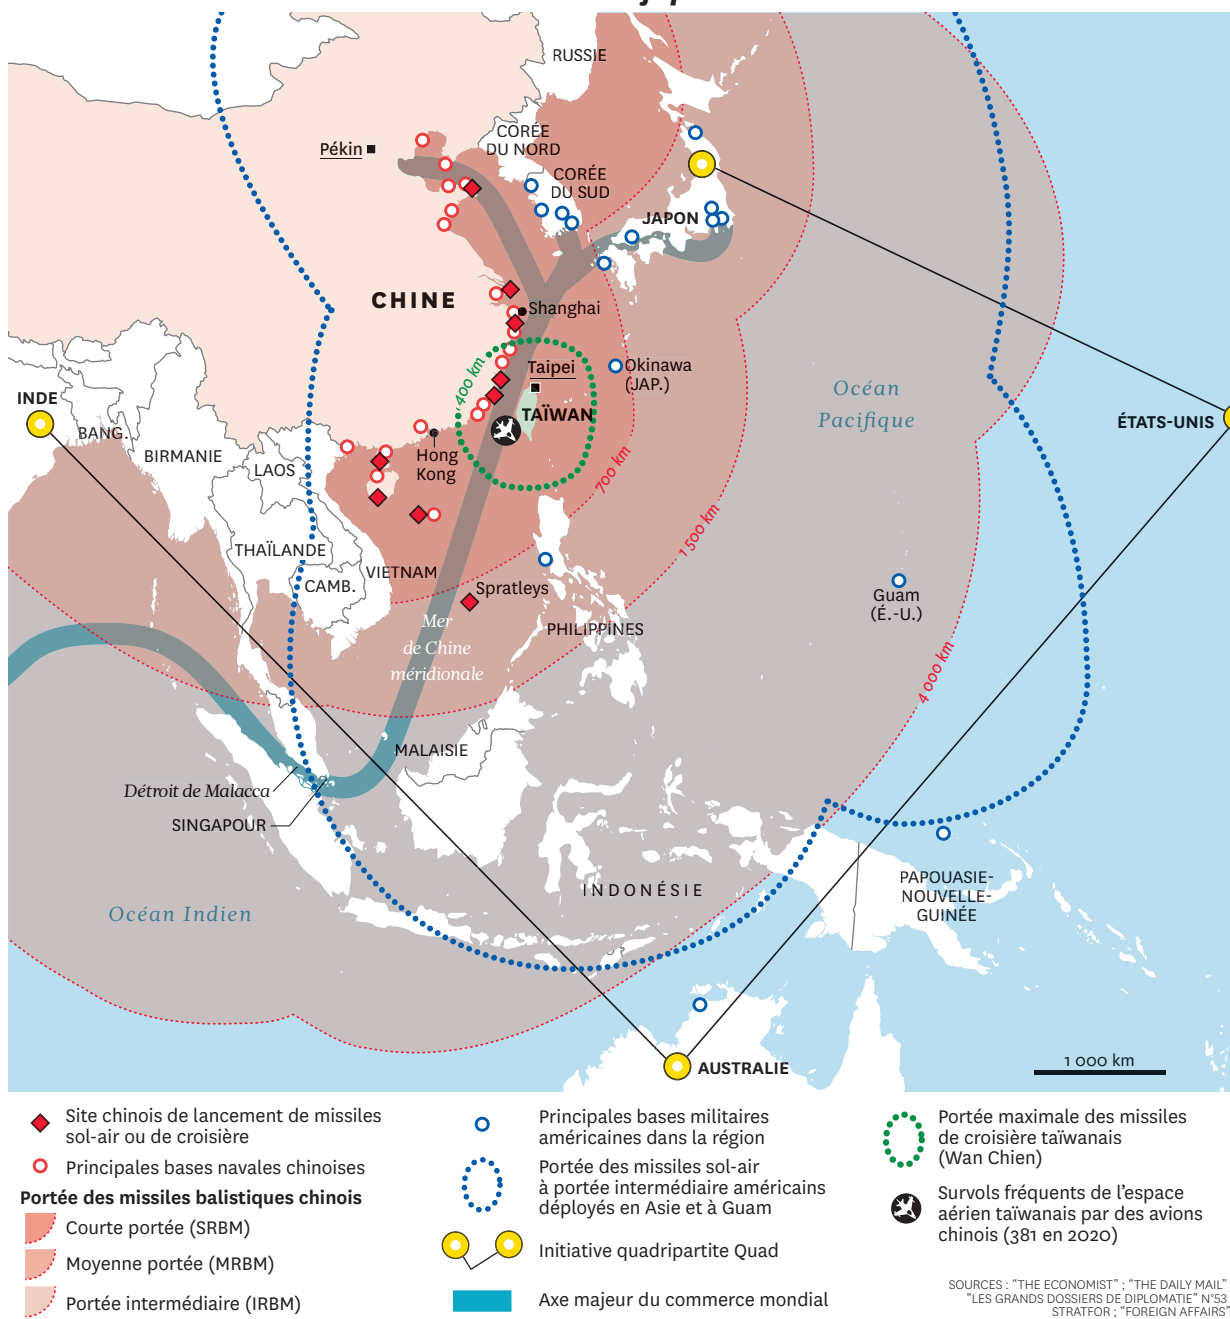 RUSSIE
CORÉE
DU NORD
Pékin
CORÉE
DU SUD
JAPON
CHINE
Shanghai
400 km
Taipei
Okinawa
(JAP.)
Océan
Pacifique
INDE
TAÏWAN
ÉTATS-UNIS
BANG.
BIRMANIE
LAOS
Hong
Kong
700 km
1 500 km
THAÏLANDE
VIETNAM
CAMB.
Spratleys
Guam
(É.-U.)
Mer
de Chine
méridionale
PHILIPPINES
4 000 km
MALAISIE
Détroit de Malacca
SINGAPOUR
INDONÉSIE
PAPOUASIE-
NOUVELLE-
GUINÉE
Océan Indien
1 000 km
AUSTRALIE
Site chinois de lancement de missiles
sol-air ou de croisière
Principales bases navales chinoises
Portée des missiles balistiques chinois
Courte portée (SRBM)
Moyenne portée (MRBM)
Portée intermédiaire (IRBM)
Principales bases militaires
américaines dans la région
Portée des missiles sol-air
à portée intermédiaire américains
déployés en Asie et à Guam
Initiative quadripartite Quad
Axe majeur du commerce mondial
Portée maximale des missiles
de croisière taïwanais
(Wan Chien)
Survols fréquents de l'espace
aérien taïwanais par des avions
chinois (381 en 2020)
SOURCES : "THE ECONOMIST" ; "THE DAILY MAIL"
"LES GRANDS DOSSIERS DE DIPLOMATIE" N°53
STRATFOR ; "FOREIGN AFFAIRS"